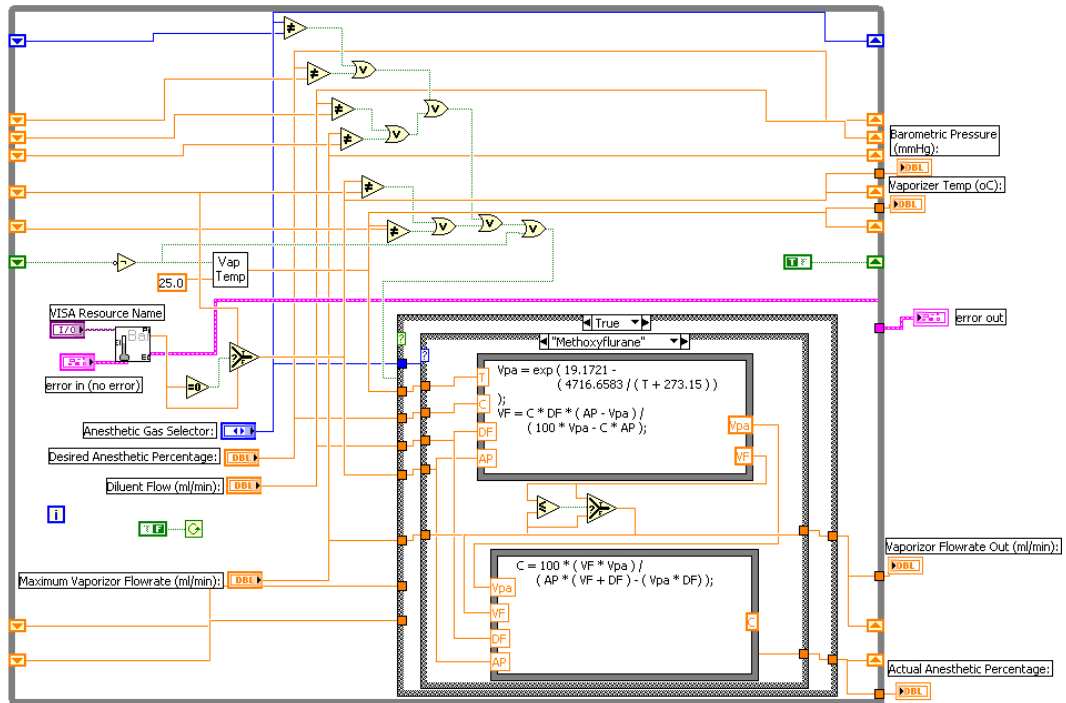 Barometric Pressure
(mmHg):
DBL
Vaporizer Temp (oC):
DBL
Vap
Temp
25.0
T
VISA Resource Name
I/O
Bar
error in (no error)
=0
?
True
"Methoxyflurane"
?
?
error out
Vpa = exp ( 19.1721 -
( 4716.6583 / ( T + 273.15 ) )
);
VF = C * DF * ( AP - Vpa ) /
( 100 * Vpa - C * AP );
T
C
DF
AP
Vpa
VF
Anesthetic Gas Selector:
Desired Anesthetic Percentage:
DBL
Diluent Flow (ml/min):
DBL
i
F
≤
?
Maximum Vaporizor Flowrate (ml/min):
DBL
C = 100 * ( VF * Vpa ) /
( AP * ( VF + DF ) - ( Vpa * DF) );
Vpa
VF
DF
AP
C
Vaporizor Flowrate Out (ml/min):
DBL
Actual Anesthetic Percentage:
DBL